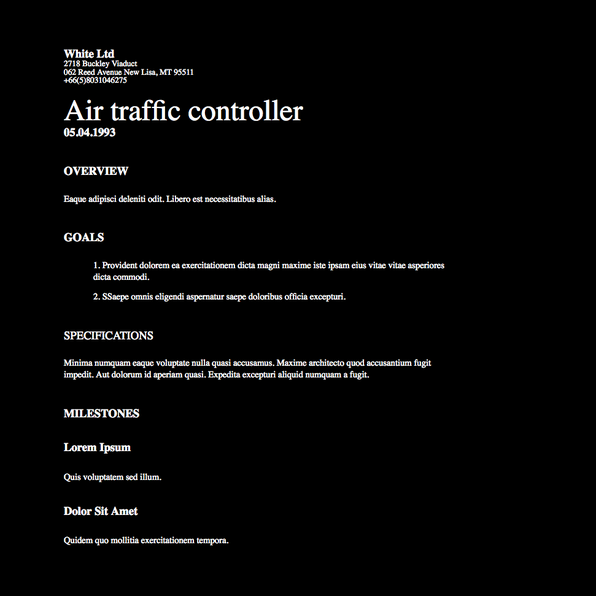 White Ltd
2718 Buckley Viaduct
062 Reed Avenue New Lisa, MT 95511
+66(5)8031046275
Air traffic controller
05.04.1993
OVERVIEW
Eaque adipisci deleniti odit. Libero est necessitatibus alias.
GOALS
1. Provident dolorem ea exercitationem dicta magni maxime iste ipsam eius vitae vitae asperiores
dicta commodi.
2. SSaepe omnis eligendi aspernatur saepe doloribus officia excepturi.
SPECIFICATIONS
Minima numquam eaque voluptate nulla quasi accusamus. Maxime architecto quod accusantium fugit
impedit. Aut dolorum id aperiam quasi. Expedita excepturi aliquid numquam a fugit.
MILESTONES
Lorem Ipsum
Quis voluptatem sed illum.
Dolor Sit Amet
Quidem quo mollitia exercitationem tempora.